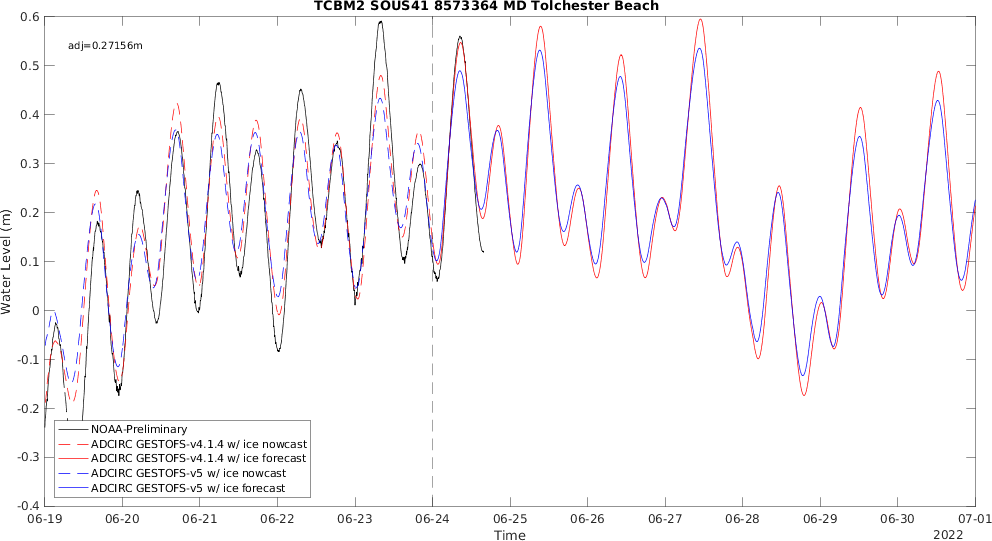 TCBM2 SOUS41 8573364 MD Tolchester Beach
adj=0.27156m
Water Level (m)
0.6
0.5
0.4
0.3
0.2
0.1
0
-0.1
-0.2
-0.3
-0.4
NOAA-Preliminary
ADCIRC GESTOFS-v4.1.4 w/ ice nowcast
ADCIRC GESTOFS-v4.1.4 w/ ice forecast
ADCIRC GESTOFS-v5 w/ ice nowcast
ADCIRC GESTOFS-v5 w/ ice forecast
06-19 06-20 06-21 06-22 06-23 06-24 06-25 06-26 06-27 06-28 06-29 06-30 07-01
Time
2022